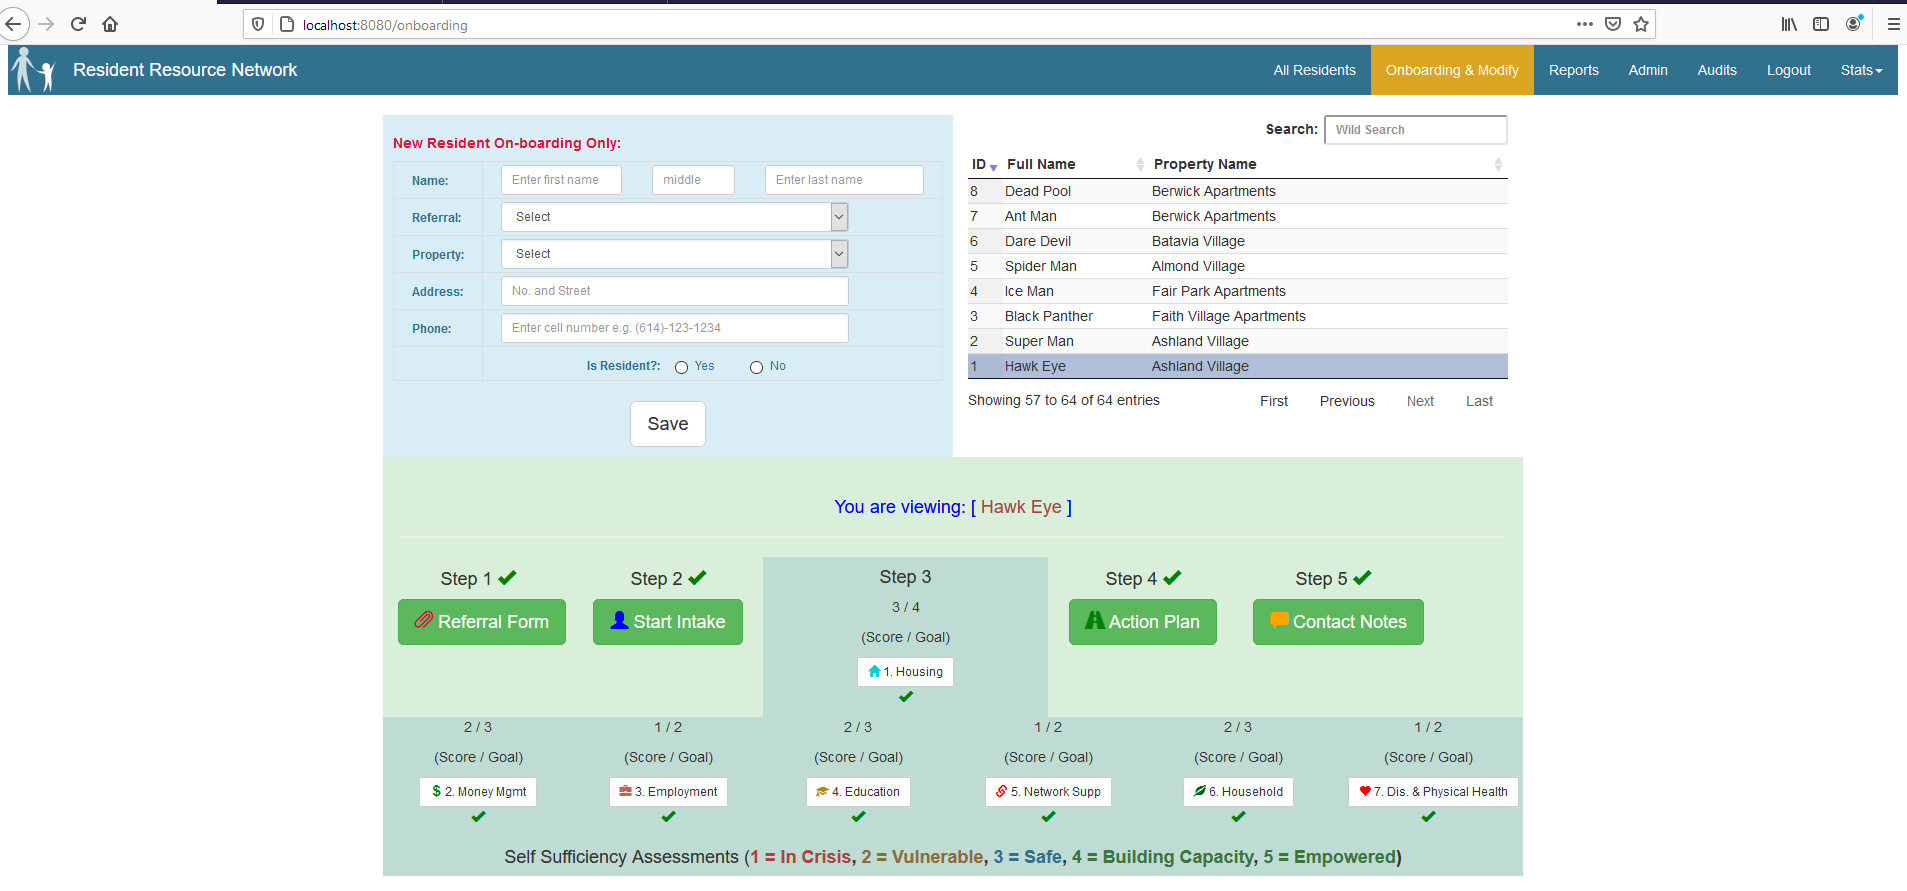 localhost:8080/onboarding
Resident Resource Network
All Residents Onboarding & Modify Reports Admin Audits Logout Stats
New Resident On-boarding Only:
Name: Enter first name middle Enter last name
Referral: Select
Property: Select
Address: No. and Street
Phone: Enter cell number e.g. (614)-123-1234
Is Resident?: Yes No
Save
Search: Wild Search
ID Full Name Property Name
8 Dead Pool Berwick Apartments
7 Ant Man Berwick Apartments
6 Dare Devil Batavia Village
5 Spider Man Almond Village
4 Ice Man Fair Park Apartments
3 Black Panther Faith Village Apartments
2 Super Man Ashland Village
1 Hawk Eye Ashland Village
Showing 57 to 64 of 64 entries First Previous Next Last
You are viewing: [ Hawk Eye ]
Step 1 Step 2 Step 3 Step 4 Step 5
Referral Form Start Intake Action Plan Contact Notes
3 / 4
(Score / Goal)
1. Housing
2 / 3 1 / 2 2 / 3 1 / 2 2 / 3 1 / 2
(Score / Goal) (Score / Goal) (Score / Goal) (Score / Goal) (Score / Goal) (Score / Goal)
2. Money Mgmt 3. Employment 4. Education 5. Network Supp 6. Household 7. Dis. & Physical Health
Self Sufficiency Assessments (1 = In Crisis, 2 = Vulnerable, 3 = Safe, 4 = Building Capacity, 5 = Empowered)